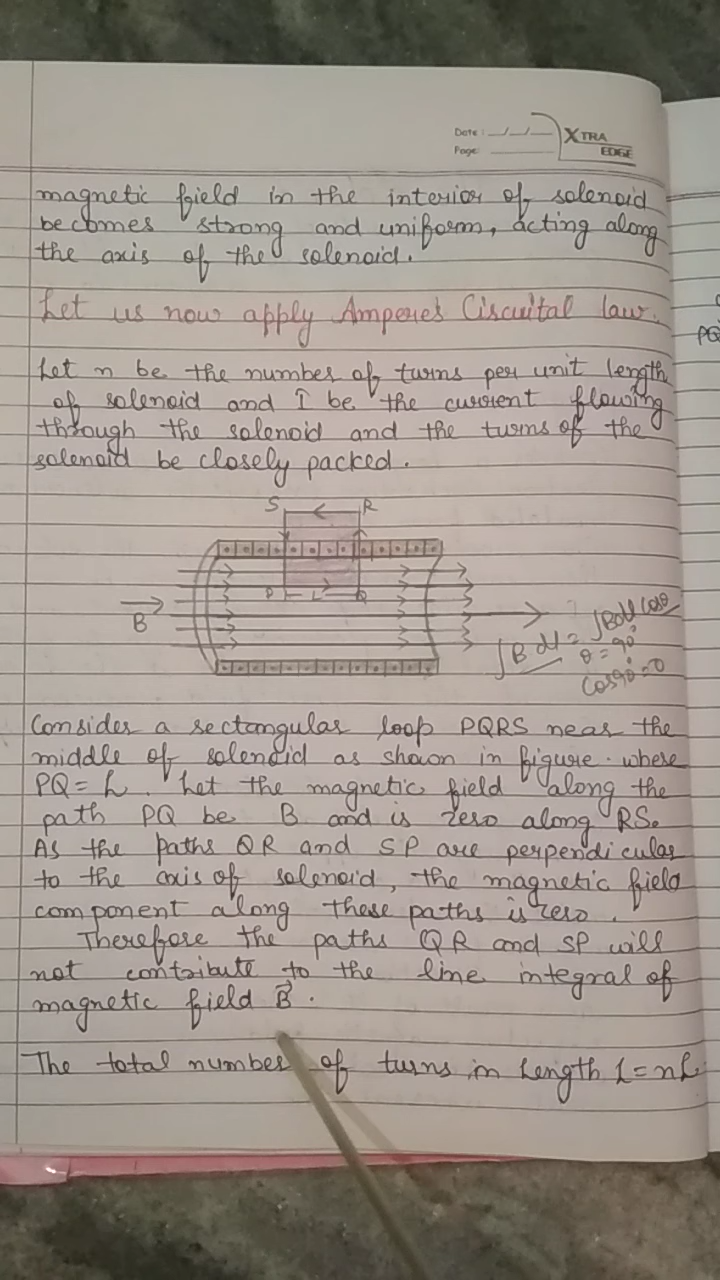 Date : __/__/__
Page: ________
XTRA EDGE
magnetic field in the interior of solenoid
becomes strong and uniform, acting along
the axis of the solenoid.
Let us now apply Ampere's Circuital law.
Let n be the number of turns per unit length
of solenoid and I be the current flowing
through the solenoid and the turns of the
solenoid be closely packed.
S R
P L Q
B
∫B dl = ∫Bdl cosθ
θ = 90°
Cos90°=0
PQ
Consider a rectangular loop PQRS near the
middle of solenoid as shown in figure. where
PQ = L. Let the magnetic field along the
path PQ be B and is zero along RS.
As the paths QR and SP are perpendicular
to the axis of solenoid, the magnetic field
component along these paths is zero.
Therefore the paths QR and SP will
not contribute to the line integral of
magnetic field B.
The total number of turns in Length L = nL